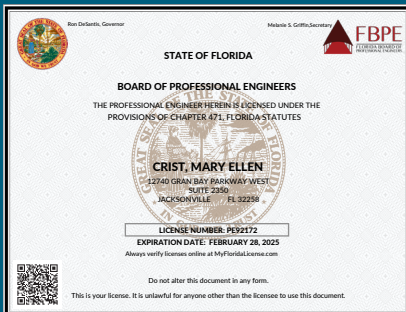 Ron DeSantis, Governor
Melanie S. Griffin,Secretary
FBPE
FLORIDA BOARD OF
PROFESSIONAL ENGINEERS
STATE OF FLORIDA
BOARD OF PROFESSIONAL ENGINEERS
THE PROFESSIONAL ENGINEER HEREIN IS LICENSED UNDER THE
PROVISIONS OF CHAPTER 471, FLORIDA STATUTES
CRIST, MARY ELLEN
12740 GRAN BAY PARKWAY WEST
SUITE 2350
JACKSONVILLE FL 32258
LICENSE NUMBER: PE92172
EXPIRATION DATE: FEBRUARY 28, 2025
Always verify licenses online at MyFloridaLicense.com
Do not alter this document in any form.
This is your license. It is unlawful for anyone other than the licensee to use this document.